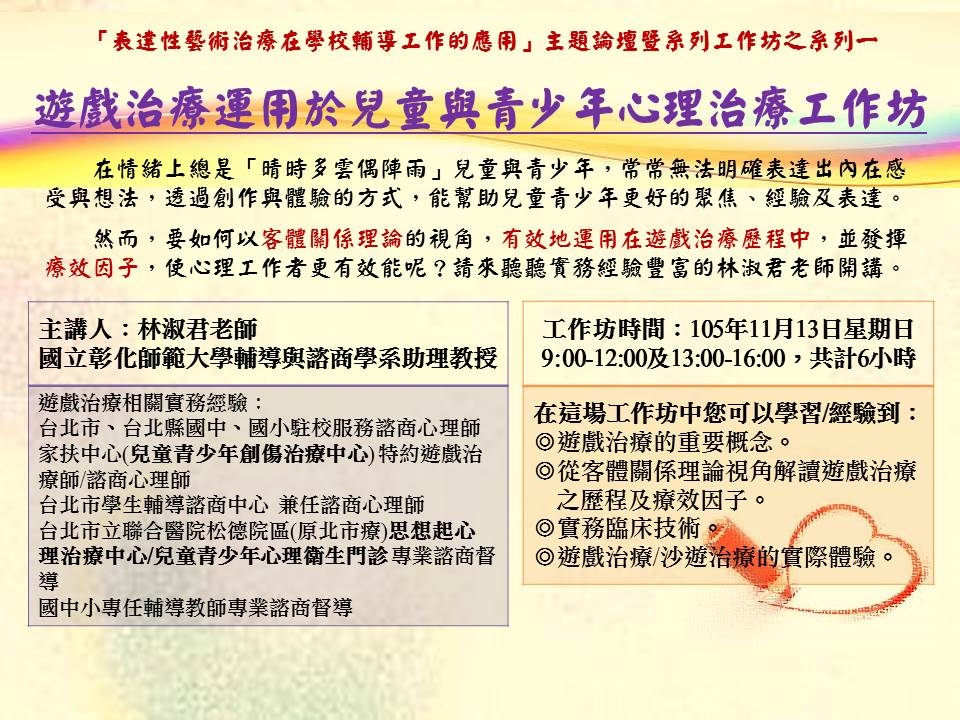 「表達性藝術治療在學校輔導工作的應用」主題論壇暨系列工作坊之系列一
遊戲治療運用於兒童與青少年心理治療工作坊
在情緒上總是「晴時多雲偶陣雨」兒童與青少年，常常無法明確表達出內在感
受與想法，透過創作與體驗的方式，能幫助兒童青少年更好的聚焦、經驗及表達。
然而，要如何以客體關係理論的視角，有效地運用在遊戲治療歷程中，並發揮
療效因子，使心理工作者更有效能呢？請來聽聽實務經驗豐富的林淑君老師開講。
主講人：林淑君老師
國立彰化師範大學輔導與諮商學系助理教授
遊戲治療相關實務經驗：
台北市、台北縣國中、國小駐校服務諮商心理師
家扶中心(兒童青少年創傷治療中心)特約遊戲治
療師/諮商心理師
台北市學生輔導諮商中心 兼任諮商心理師
台北市立聯合醫院松德院區(原北市療)思想起心
理治療中心/兒童青少年心理衛生門診專業諮商督
導
國中小專任輔導教師專業諮商督導
工作坊時間：105年11月13日星期日
9:00-12:00及13:00-16:00，共計6小時
在這場工作坊中您可以學習/經驗到：
◎遊戲治療的重要概念。
◎從客體關係理論視角解讀遊戲治療
之歷程及療效因子。
◎實務臨床技術。
◎遊戲治療/沙遊治療的實際體驗。